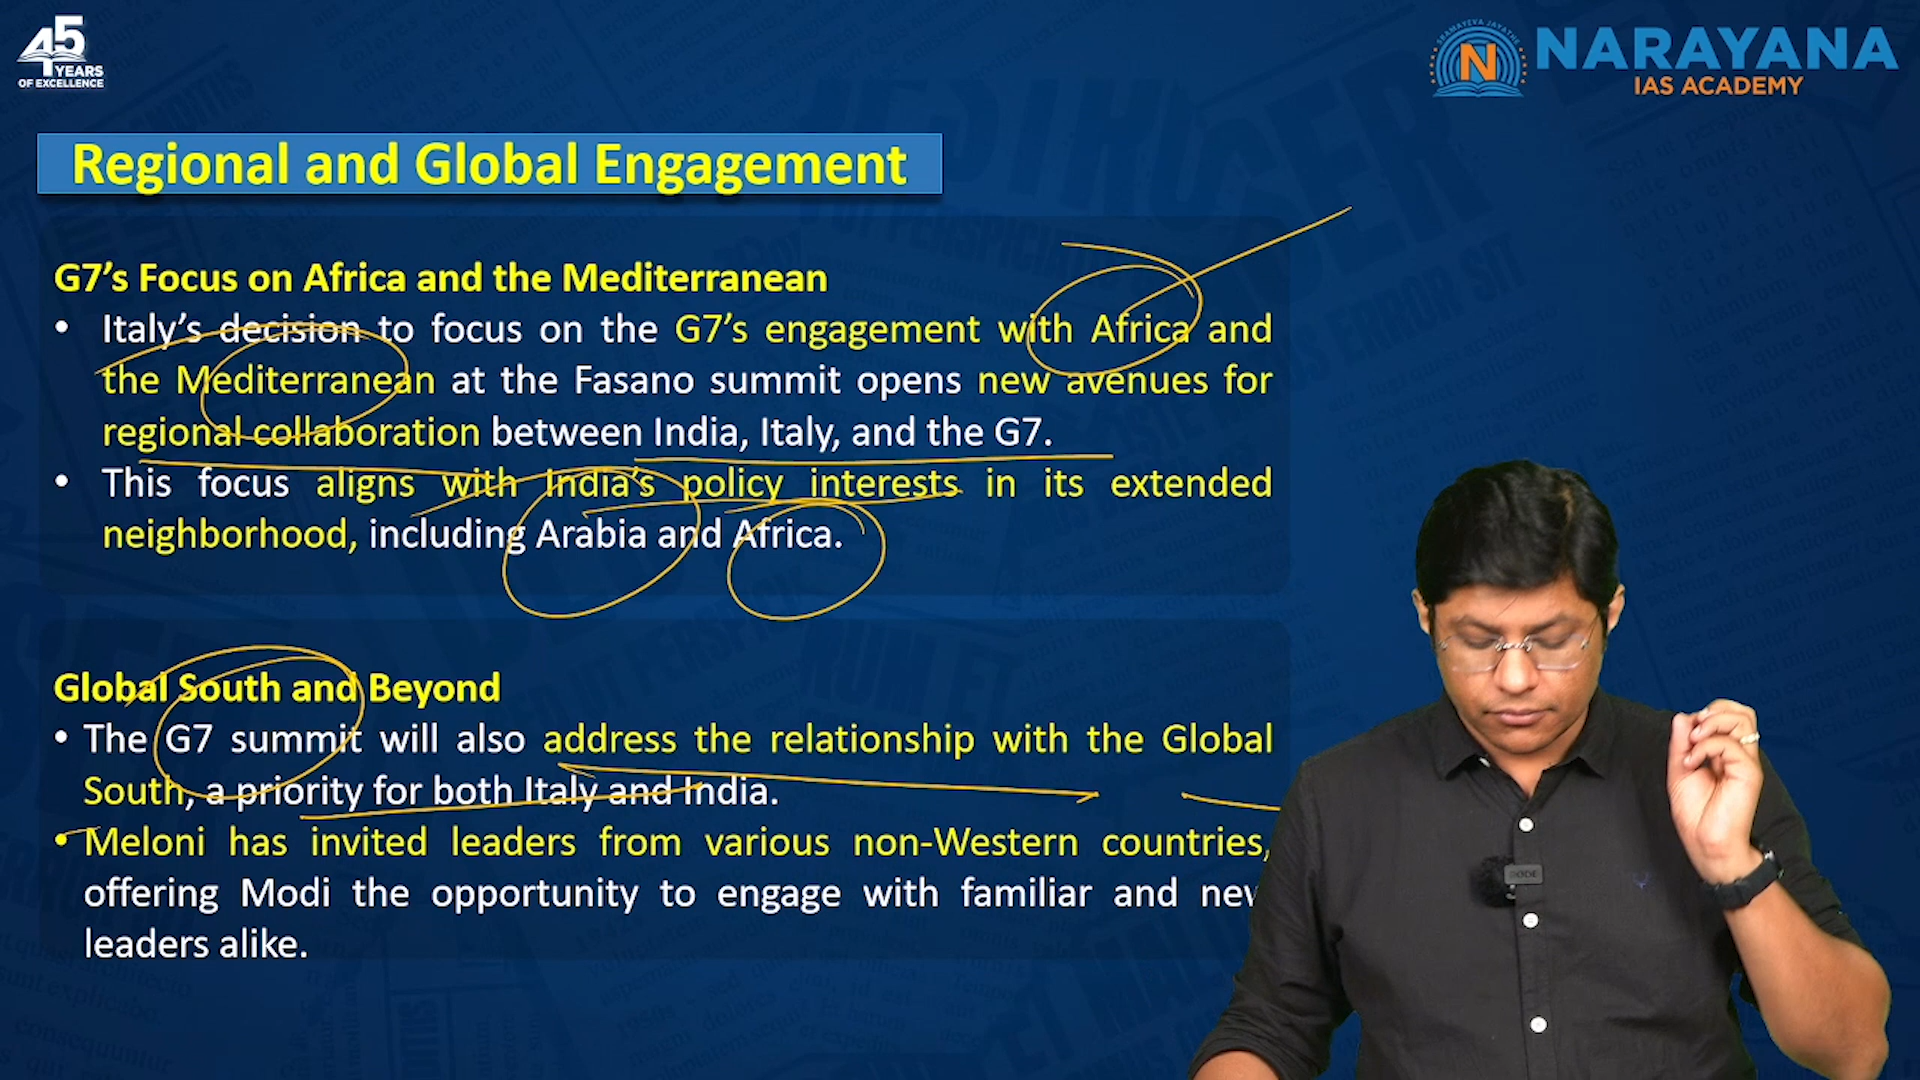 45
YEARS
OF EXCELLENCE
NARAYANA
IAS ACADEMY
Regional and Global Engagement
G7’s Focus on Africa and the Mediterranean
• Italy’s decision to focus on the G7’s engagement with Africa and
the Mediterranean at the Fasano summit opens new avenues for
regional collaboration between India, Italy, and the G7.
• This focus aligns with India’s policy interests in its extended
neighborhood, including Arabia and Africa.
Global South and Beyond
• The G7 summit will also address the relationship with the Global
South, a priority for both Italy and India.
• Meloni has invited leaders from various non-Western countries,
offering Modi the opportunity to engage with familiar and new
leaders alike.